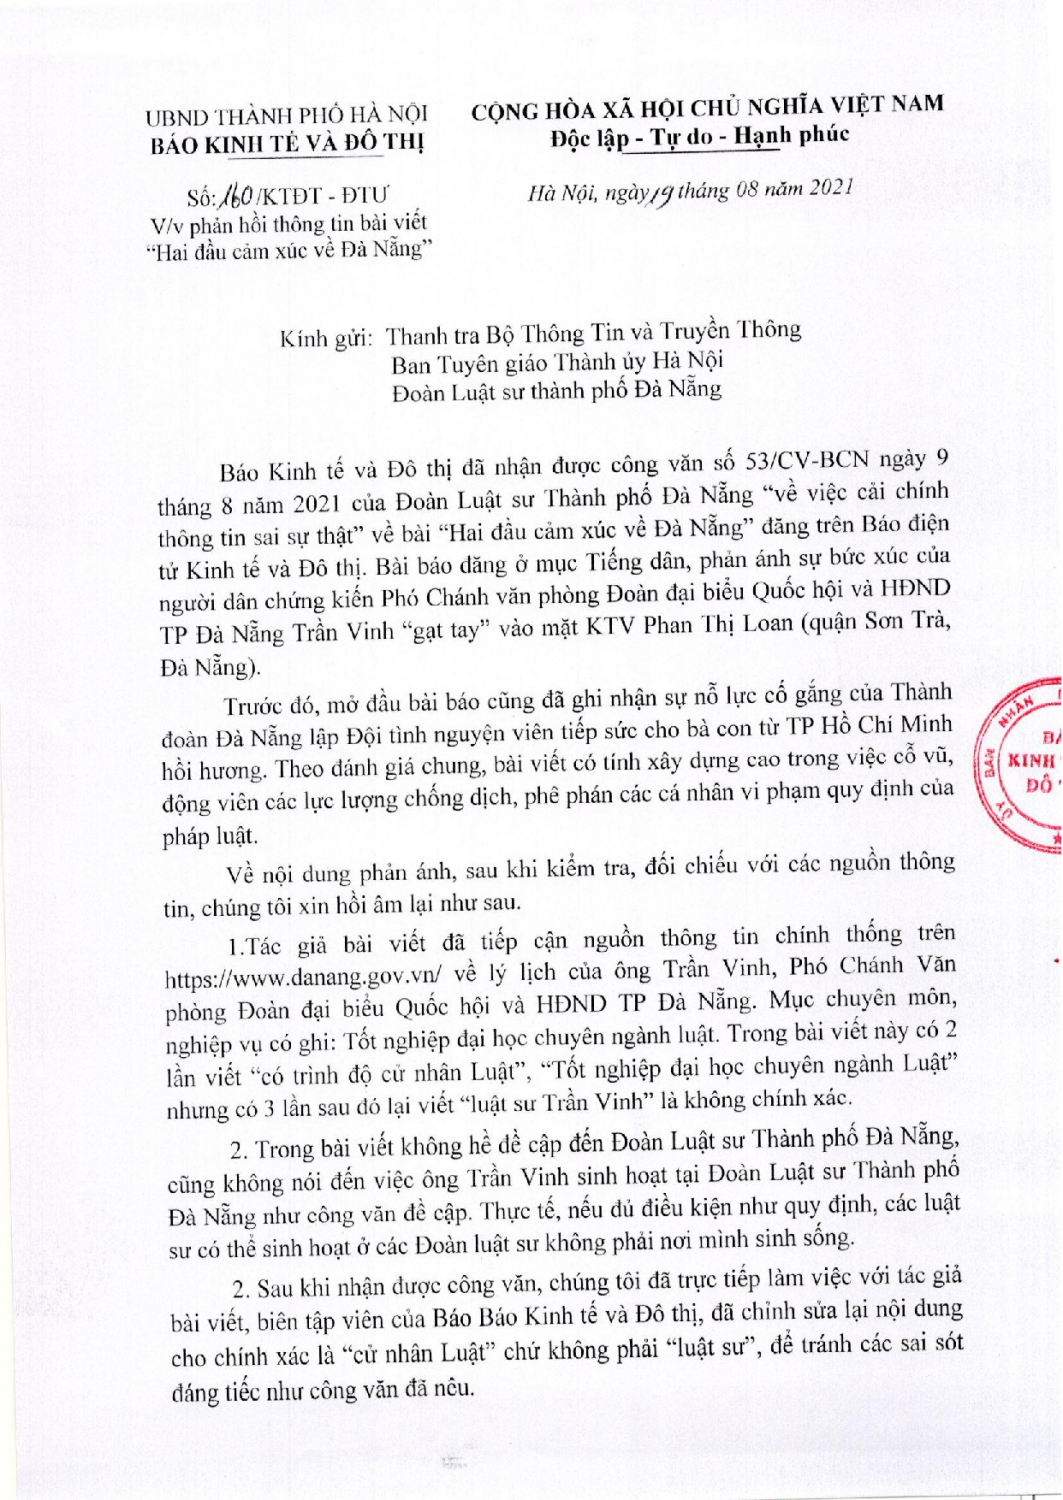 UBND THÀNH PHỐ HÀ NỘI
BÁO KINH TẾ VÀ ĐÔ THỊ
CỘNG HÒA XÃ HỘI CHỦ NGHĨA VIỆT NAM
Độc lập - Tự do - Hạnh phúc
Số: 160/KTĐT - ĐTƯ
V/v phản hồi thông tin bài viết
“Hai đầu cảm xúc về Đà Nẵng”
Hà Nội, ngày 19 tháng 08 năm 2021
Kính gửi: Thanh tra Bộ Thông Tin và Truyền Thông
Ban Tuyên giáo Thành ủy Hà Nội
Đoàn Luật sư thành phố Đà Nẵng
Báo Kinh tế và Đô thị đã nhận được công văn số 53/CV-BCN ngày 9
tháng 8 năm 2021 của Đoàn Luật sư Thành phố Đà Nẵng “về việc cải chính
thông tin sai sự thật” về bài “Hai đầu cảm xúc về Đà Nẵng” đăng trên Báo điện
tử Kinh tế và Đô thị. Bài báo đăng ở mục Tiếng dân, phản ánh sự bức xúc của
người dân chứng kiến Phó Chánh văn phòng Đoàn đại biểu Quốc hội và HĐND
TP Đà Nẵng Trần Vinh “gạt tay” vào mặt KTV Phan Thị Loan (quận Sơn Trà,
Đà Nẵng).
Trước đó, mở đầu bài báo cũng đã ghi nhận sự nỗ lực cố gắng của Thành
đoàn Đà Nẵng lập Đội tình nguyện viên tiếp sức cho bà con từ TP Hồ Chí Minh
hồi hương. Theo đánh giá chung, bài viết có tính xây dựng cao trong việc cỗ vũ,
động viên các lực lượng chống dịch, phê phán các cá nhân vi phạm quy định của
pháp luật.
Về nội dung phản ánh, sau khi kiểm tra, đối chiếu với các nguồn thông
tin, chúng tôi xin hồi âm lại như sau.
1.Tác giả bài viết đã tiếp cận nguồn thông tin chính thống trên
https://www.danang.gov.vn/ về lý lịch của ông Trần Vinh, Phó Chánh Văn
phòng Đoàn đại biểu Quốc hội và HĐND TP Đà Nẵng. Mục chuyên môn,
nghiệp vụ có ghi: Tốt nghiệp đại học chuyên ngành luật. Trong bài viết này có 2
lần viết “có trình độ cử nhân Luật”, “Tốt nghiệp đại học chuyên ngành Luật”
nhưng có 3 lần sau đó lại viết “luật sư Trần Vinh” là không chính xác.
2. Trong bài viết không hề đề cập đến Đoàn Luật sư Thành phố Đà Nẵng,
cũng không nói đến việc ông Trần Vinh sinh hoạt tại Đoàn Luật sư Thành phố
Đà Nẵng như công văn đề cập. Thực tế, nếu đủ điều kiện như quy định, các luật
sư có thể sinh hoạt ở các Đoàn luật sư không phải nơi mình sinh sống.
2. Sau khi nhận được công văn, chúng tôi đã trực tiếp làm việc với tác giả
bài viết, biên tập viên của Báo Báo Kinh tế và Đô thị, đã chỉnh sửa lại nội dung
cho chính xác là “cử nhân Luật” chứ không phải “luật sư”, để tránh các sai sót
đáng tiếc như công văn đã nêu.
ỦY BAN NHÂN
KINH
ĐÔ